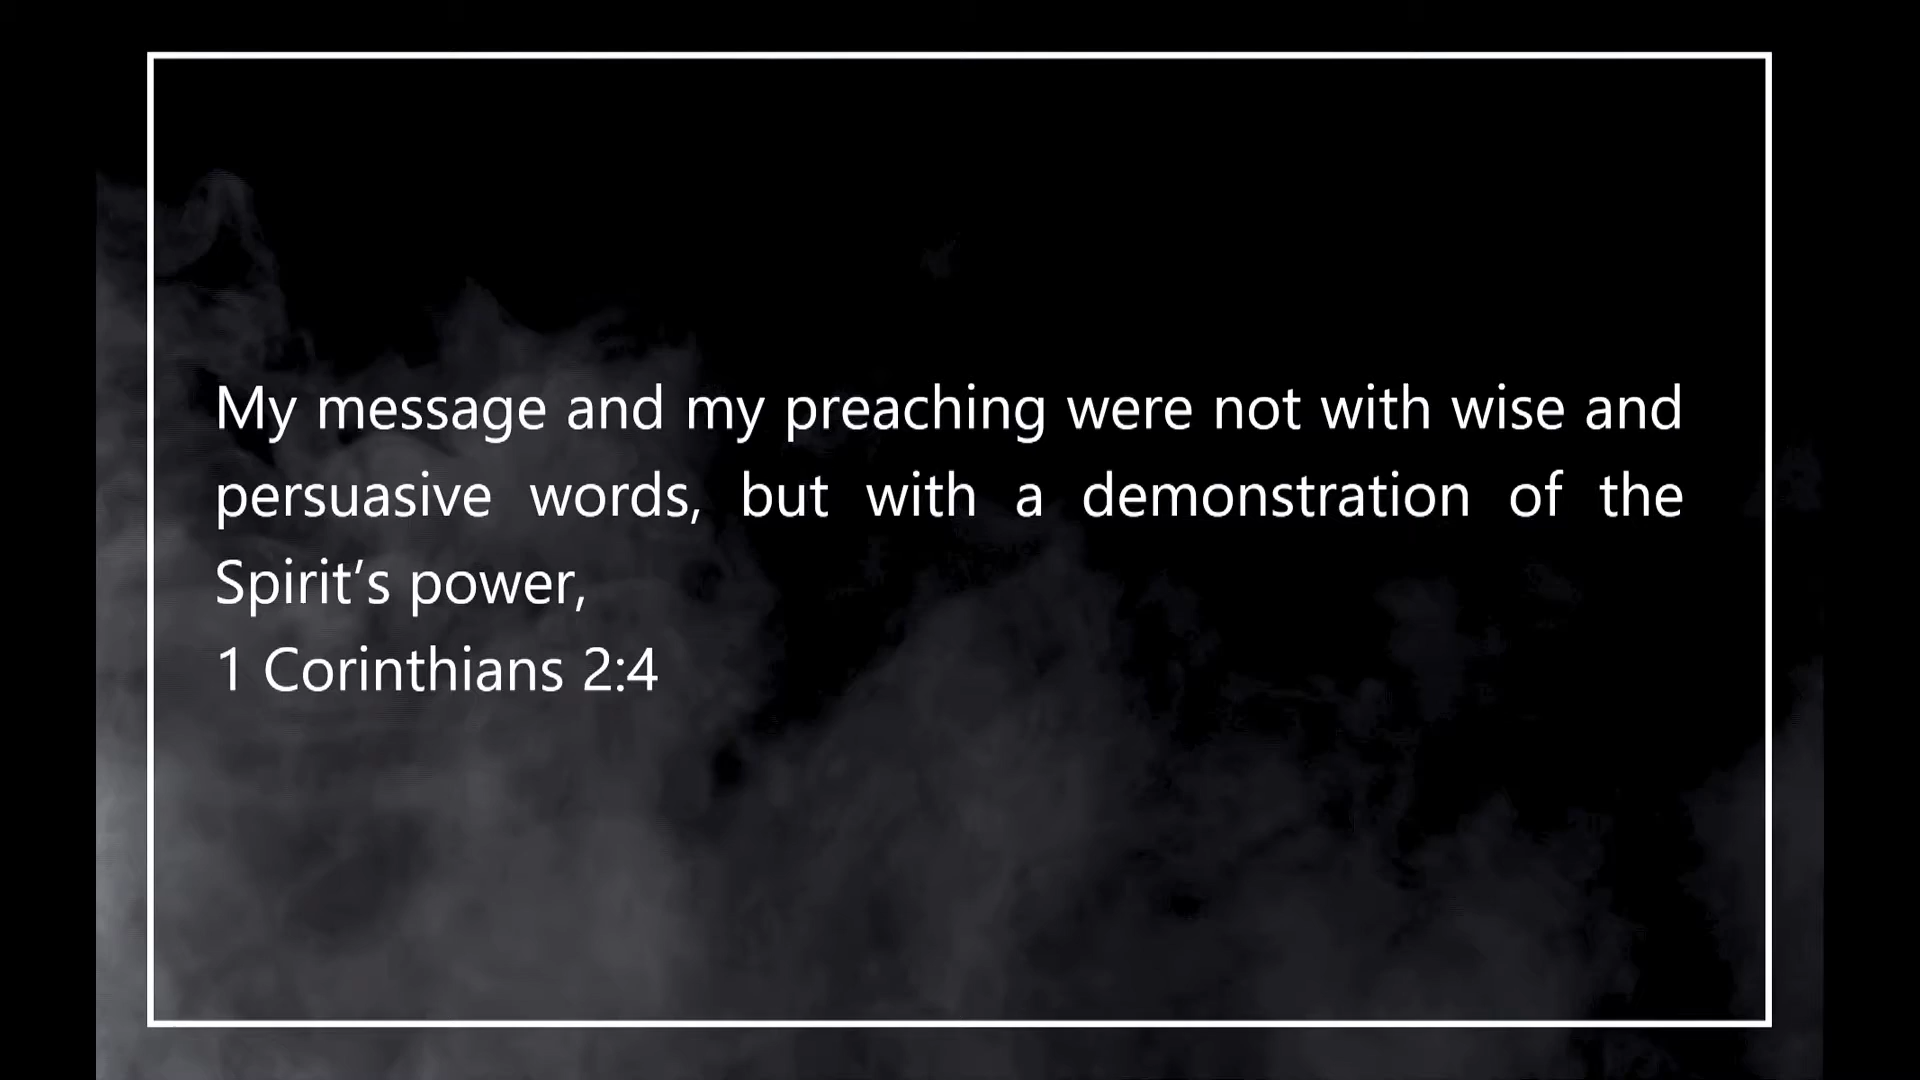 My message and my preaching were not with wise and
persuasive words, but with a demonstration of the
Spirit’s power,
1 Corinthians 2:4